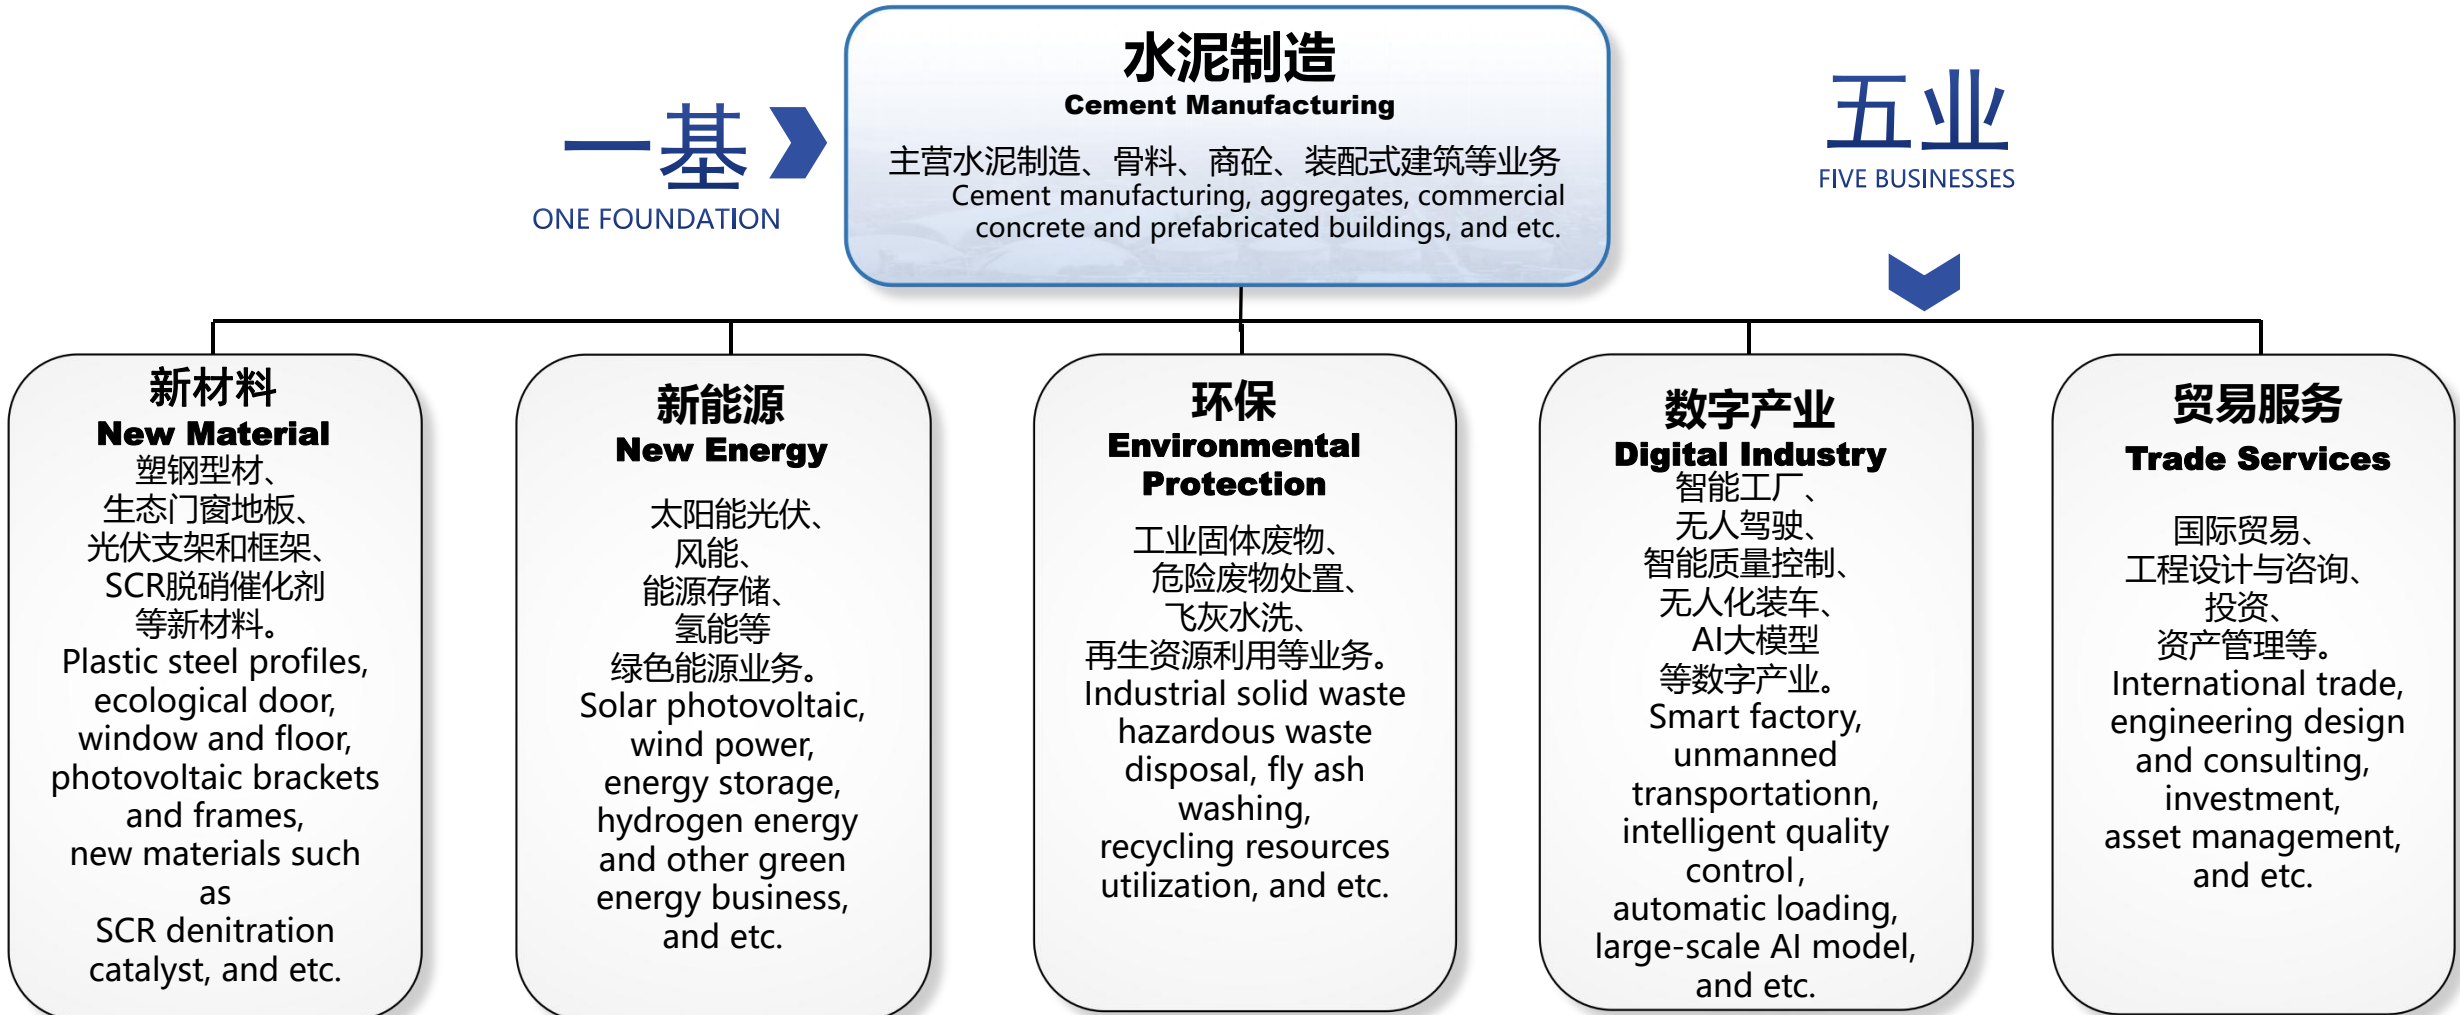 一基
ONE FOUNDATION
水泥制造
Cement Manufacturing
主营水泥制造、骨料、商砼、装配式建筑等业务
Cement manufacturing, aggregates, commercial
concrete and prefabricated buildings, and etc.
五业
FIVE BUSINESSES
新材料
New Material
塑钢型材、
生态门窗地板、
光伏支架和框架、
SCR脱硝催化剂
等新材料。
Plastic steel profiles,
ecological door,
window and floor,
photovoltaic brackets
and frames,
new materials such
as
SCR denitration
catalyst, and etc.
新能源
New Energy
太阳能光伏、
风能、
能源存储、
氢能等
绿色能源业务。
Solar photovoltaic,
wind power,
energy storage,
hydrogen energy
and other green
energy business,
and etc.
环保
Environmental
Protection
工业固体废物、
危险废物处置、
飞灰水洗、
再生资源利用等业务。
Industrial solid waste
hazardous waste
disposal, fly ash
washing,
recycling resources
utilization, and etc.
数字产业
Digital Industry
智能工厂、
无人驾驶、
智能质量控制、
无人化装车、
AI大模型
等数字产业。
Smart factory,
unmanned
transportationn,
intelligent quality
control，
automatic loading,
large-scale AI model,
and etc.
贸易服务
Trade Services
国际贸易、
工程设计与咨询、
投资、
资产管理等。
International trade,
engineering design
and consulting,
investment,
asset management,
and etc.